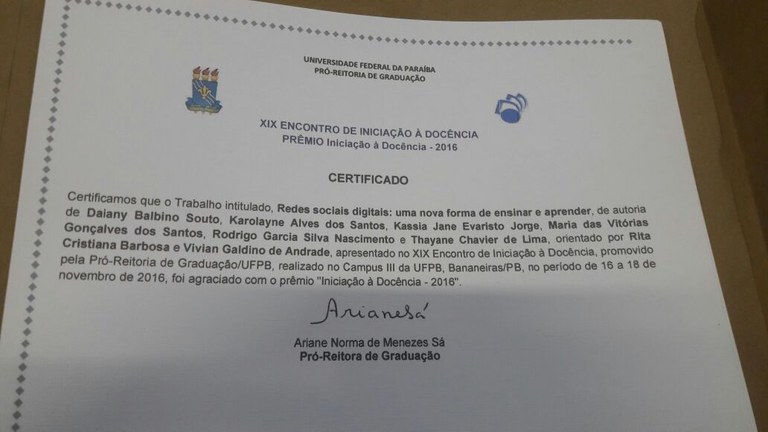 UNIVERSIDADE FEDERAL DA PARAÍBA
PRÓ-REITORIA DE GRADUAÇÃO
XIX ENCONTRO DE INICIAÇÃO À DOCÊNCIA
PRÊMIO Iniciação à Docência - 2016
CERTIFICADO
Certificamos que o Trabalho intitulado, Redes sociais digitais: uma nova forma de ensinar e aprender, de autoria
de Daiany Balbino Souto, Karolayne Alves dos Santos, Kassia Jane Evaristo Jorge, Maria das Vitórias
Gonçalves dos Santos, Rodrigo Garcia Silva Nascimento e Thayane Chavier de Lima, orientado por Rita
Cristiana Barbosa e Vivian Galdino de Andrade, apresentado no XIX Encontro de Iniciação à Docência, promovido
pela Pró-Reitoria de Graduação/UFPB, realizado no Campus III da UFPB, Bananeiras/PB, no período de 16 a 18 de
novembro de 2016, foi agraciado com o prêmio "Iniciação à Docência - 2016".
Arianesá
Ariane Norma de Menezes Sá
Pró-Reitora de Graduação